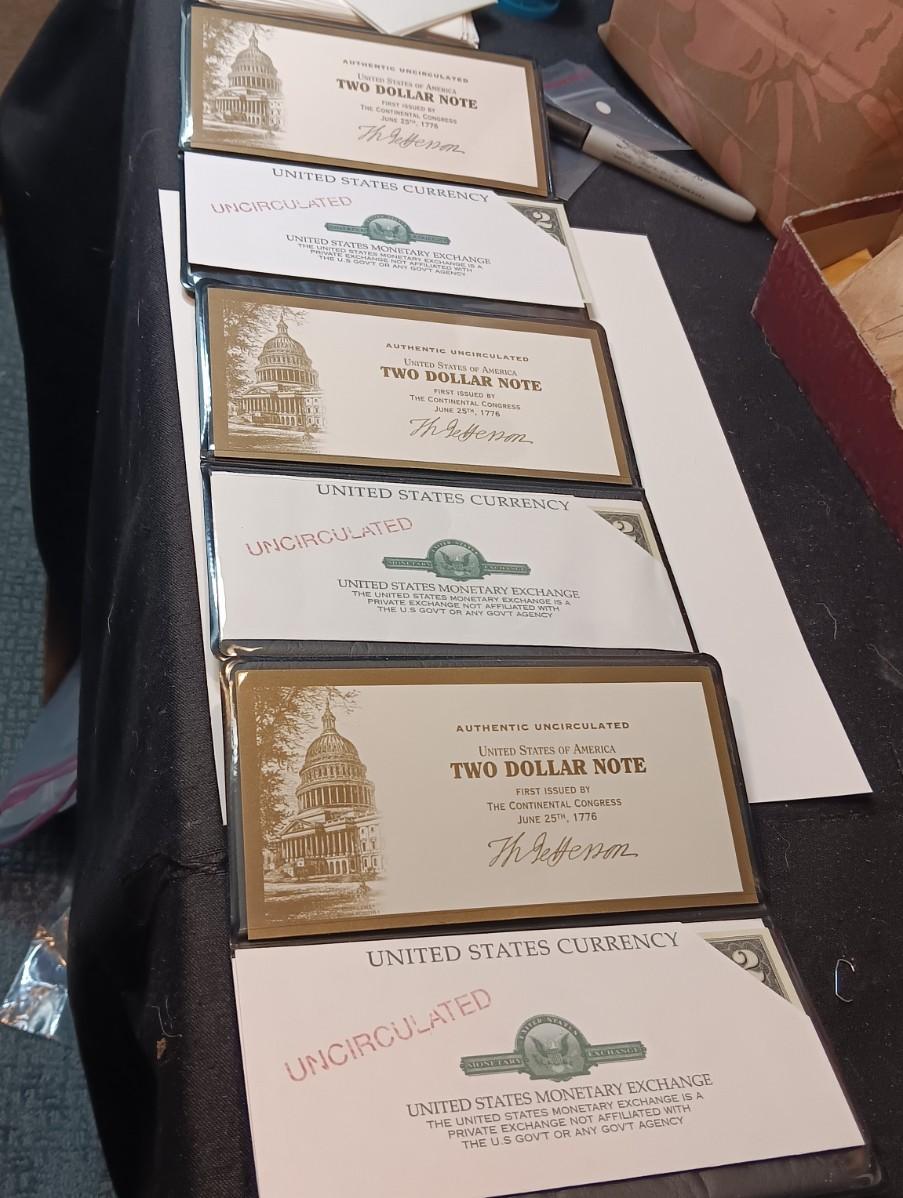 AUTHENTIC UNCIRCULATED
UNITED STATES OF AMERICA
TWO DOLLAR NOTE
FIRST ISSUED BY
THE CONTINENTAL CONGRESS
JUNE 25TH, 1776
Th Jefferson
UNITED STATES CURRENCY
UNCIRCULATED
UNITED STATES MONETARY EXCHANGE
THE UNITED STATES MONETARY EXCHANGE IS A
PRIVATE EXCHANGE NOT AFFILIATED WITH
THE U.S GOV'T OR ANY GOV'T AGENCY
2
AUTHENTIC UNCIRCULATED
UNITED STATES OF AMERICA
TWO DOLLAR NOTE
FIRST ISSUED BY
THE CONTINENTAL CONGRESS
JUNE 25TH, 1776
Th Jefferson
UNITED STATES CURRENCY
UNCIRCULATED
2
MONETARY EXCHANGE
UNITED STATES MONETARY EXCHANGE
THE UNITED STATES MONETARY EXCHANGE IS A
PRIVATE EXCHANGE NOT AFFILIATED WITH
THE U.S GOV'T OR ANY GOV'T AGENCY
AUTHENTIC UNCIRCULATED
UNITED STATES OF AMERICA
TWO DOLLAR NOTE
FIRST ISSUED BY
THE CONTINENTAL CONGRESS
JUNE 25TH, 1776
Th Jefferson
UNITED STATES CURRENCY
2
UNCIRCULATED
UNITED STATES
MONETARY EXCHANGE
UNITED STATES MONETARY EXCHANGE
THE UNITED STATES MONETARY EXCHANGE IS A
PRIVATE EXCHANGE NOT AFFILIATED WITH
THE U.S GOV'T OR ANY GOV'T AGENCY